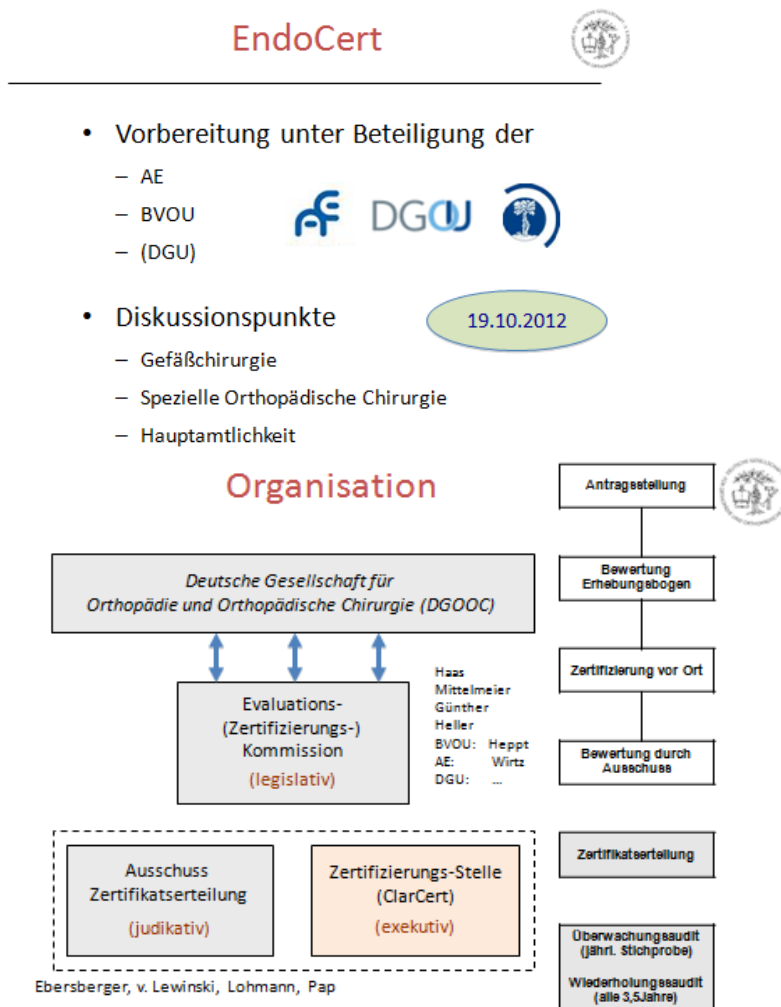 EndoCert
• Vorbereitung unter Beteiligung der
– AE
– BVOU
– (DGU)
DGOU
• Diskussionspunkte
19.10.2012
– Gefäßchirurgie
– Spezielle Orthopädische Chirurgie
– Hauptamtlichkeit
Organisation
Deutsche Gesellschaft für
Orthopädie und Orthopädische Chirurgie (DGOOC)
Evaluations-
(Zertifizierungs-)
Kommission
(legislativ)
Haas
Mittelmeier
Günther
Heller
BVOU: Heppt
AE: Wirtz
DGU: ...
Ausschuss
Zertifikatserteilung
(judikativ)
Zertifizierungs-Stelle
(ClarCert)
(exekutiv)
Ebersberger, v. Lewinski, Lohmann, Pap
Antragsstellung
Bewertung
Erhebungsbogen
Zertifizierung vor Ort
Bewertung durch
Ausschuss
Zertifikatserteilung
Überwachungsaudit
(jährl. Stichprobe)
Wiederholungsaudit
(alle 3,5Jahre)